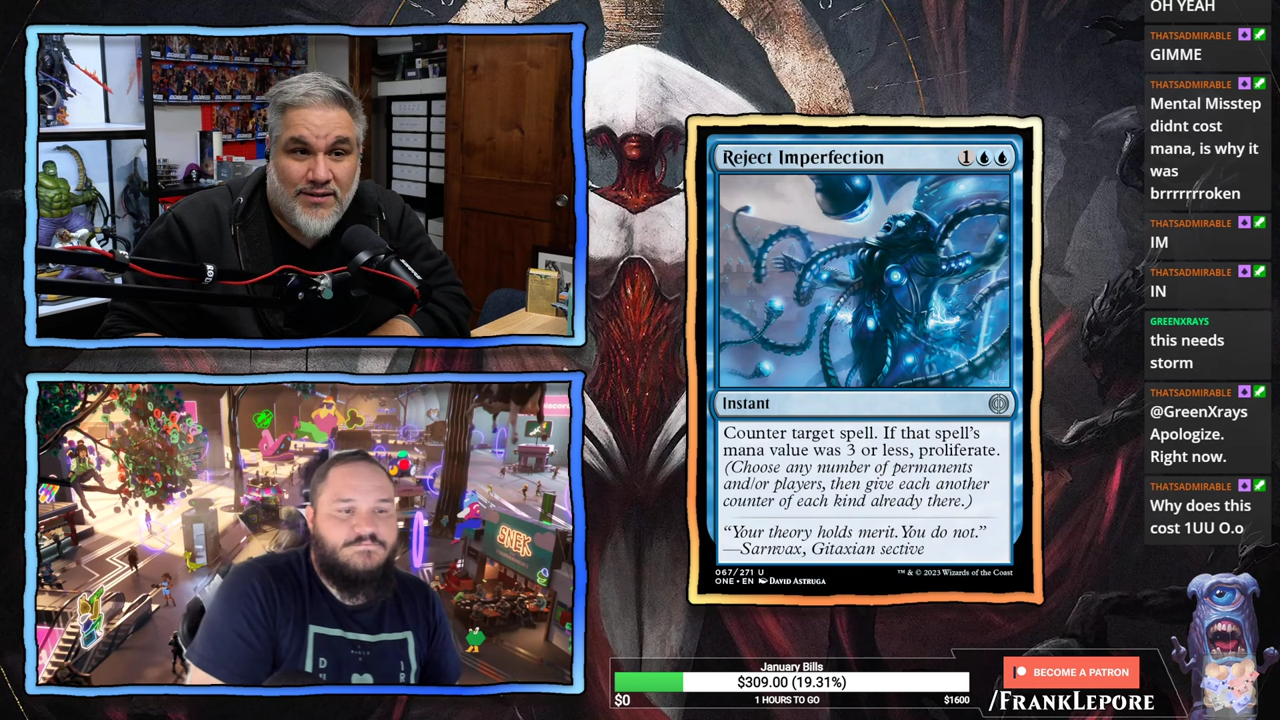 Reject Imperfection 1
Instant
Counter target spell. If that spell's
mana value was 3 or less, proliferate.
(Choose any number of permanents
and/or players, then give each another
counter of each kind already there.)
“Your theory holds merit. You do not.”
—Sarnvax, Gitaxian sective
067/271 U
ONE • EN DAVID ASTRUGA
™ & © 2023 Wizards of the Coast
SNEK
OH YEAH
THATSADMIRABLE
GIMME
THATSADMIRABLE
Mental Misstep
didnt cost
mana, is why it
was
brrrrrrroken
THATSADMIRABLE
IM
THATSADMIRABLE
IN
GREENXRAYS
this needs
storm
THATSADMIRABLE
@GreenXrays
Apologize.
Right now.
THATSADMIRABLE
Why does this
cost 1UU O.o
January Bills
$309.00 (19.31%)
$0 1 HOURS TO GO $1600
BECOME A PATRON
/FRANKLEPORE